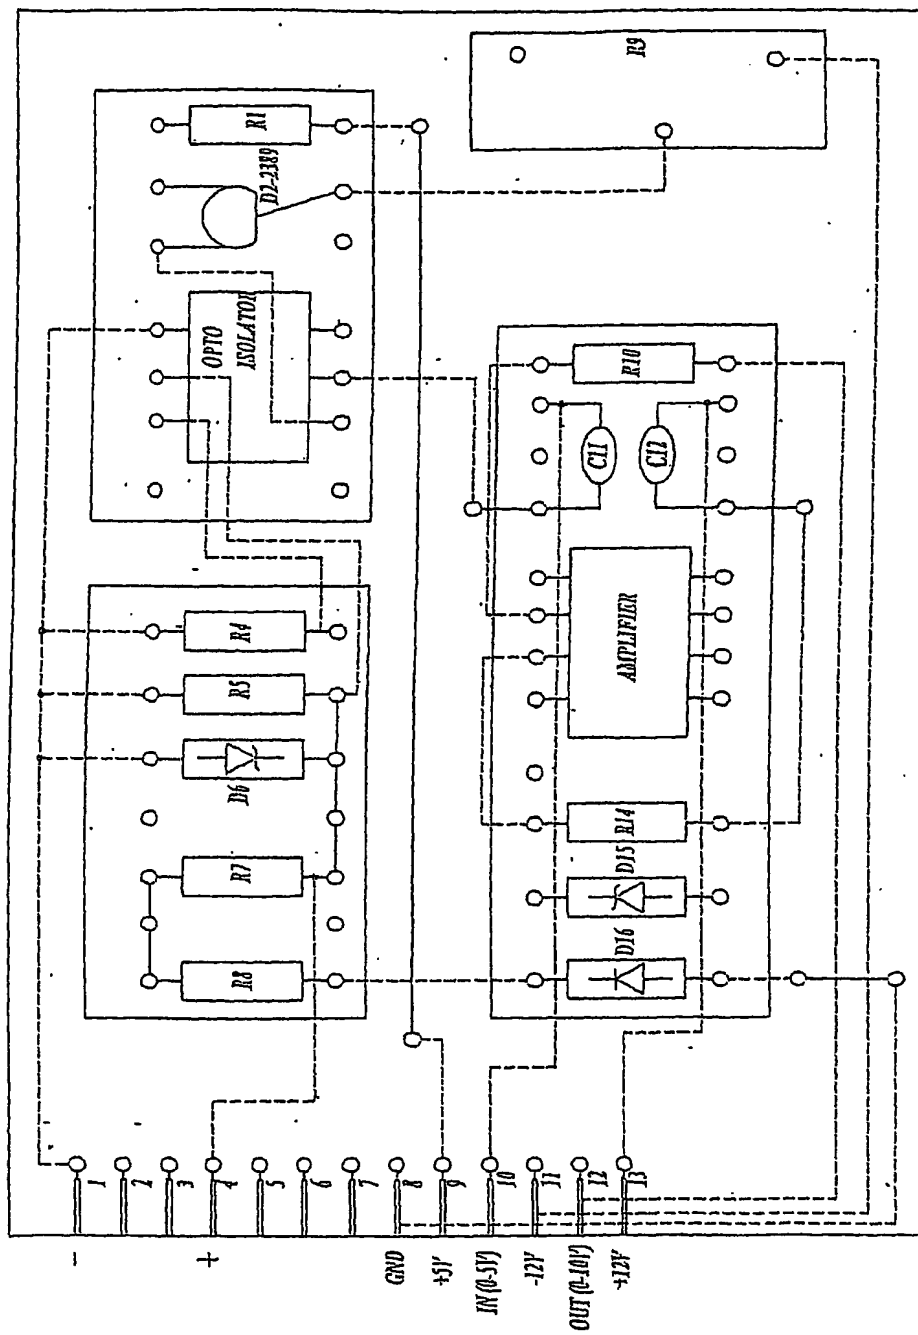 R9
R1
D2-2389
OPTO
ISOLATOR
R10
C11
C12
R4
R5
D6
R7
R8
AMPLIFIER
R14
D15
D16
1
2
3
4
5
6
7
8
9
10
11
12
13
-
+
GND
+5V
IN (0-5V)
-12V
OUT (0-10V)
+12V